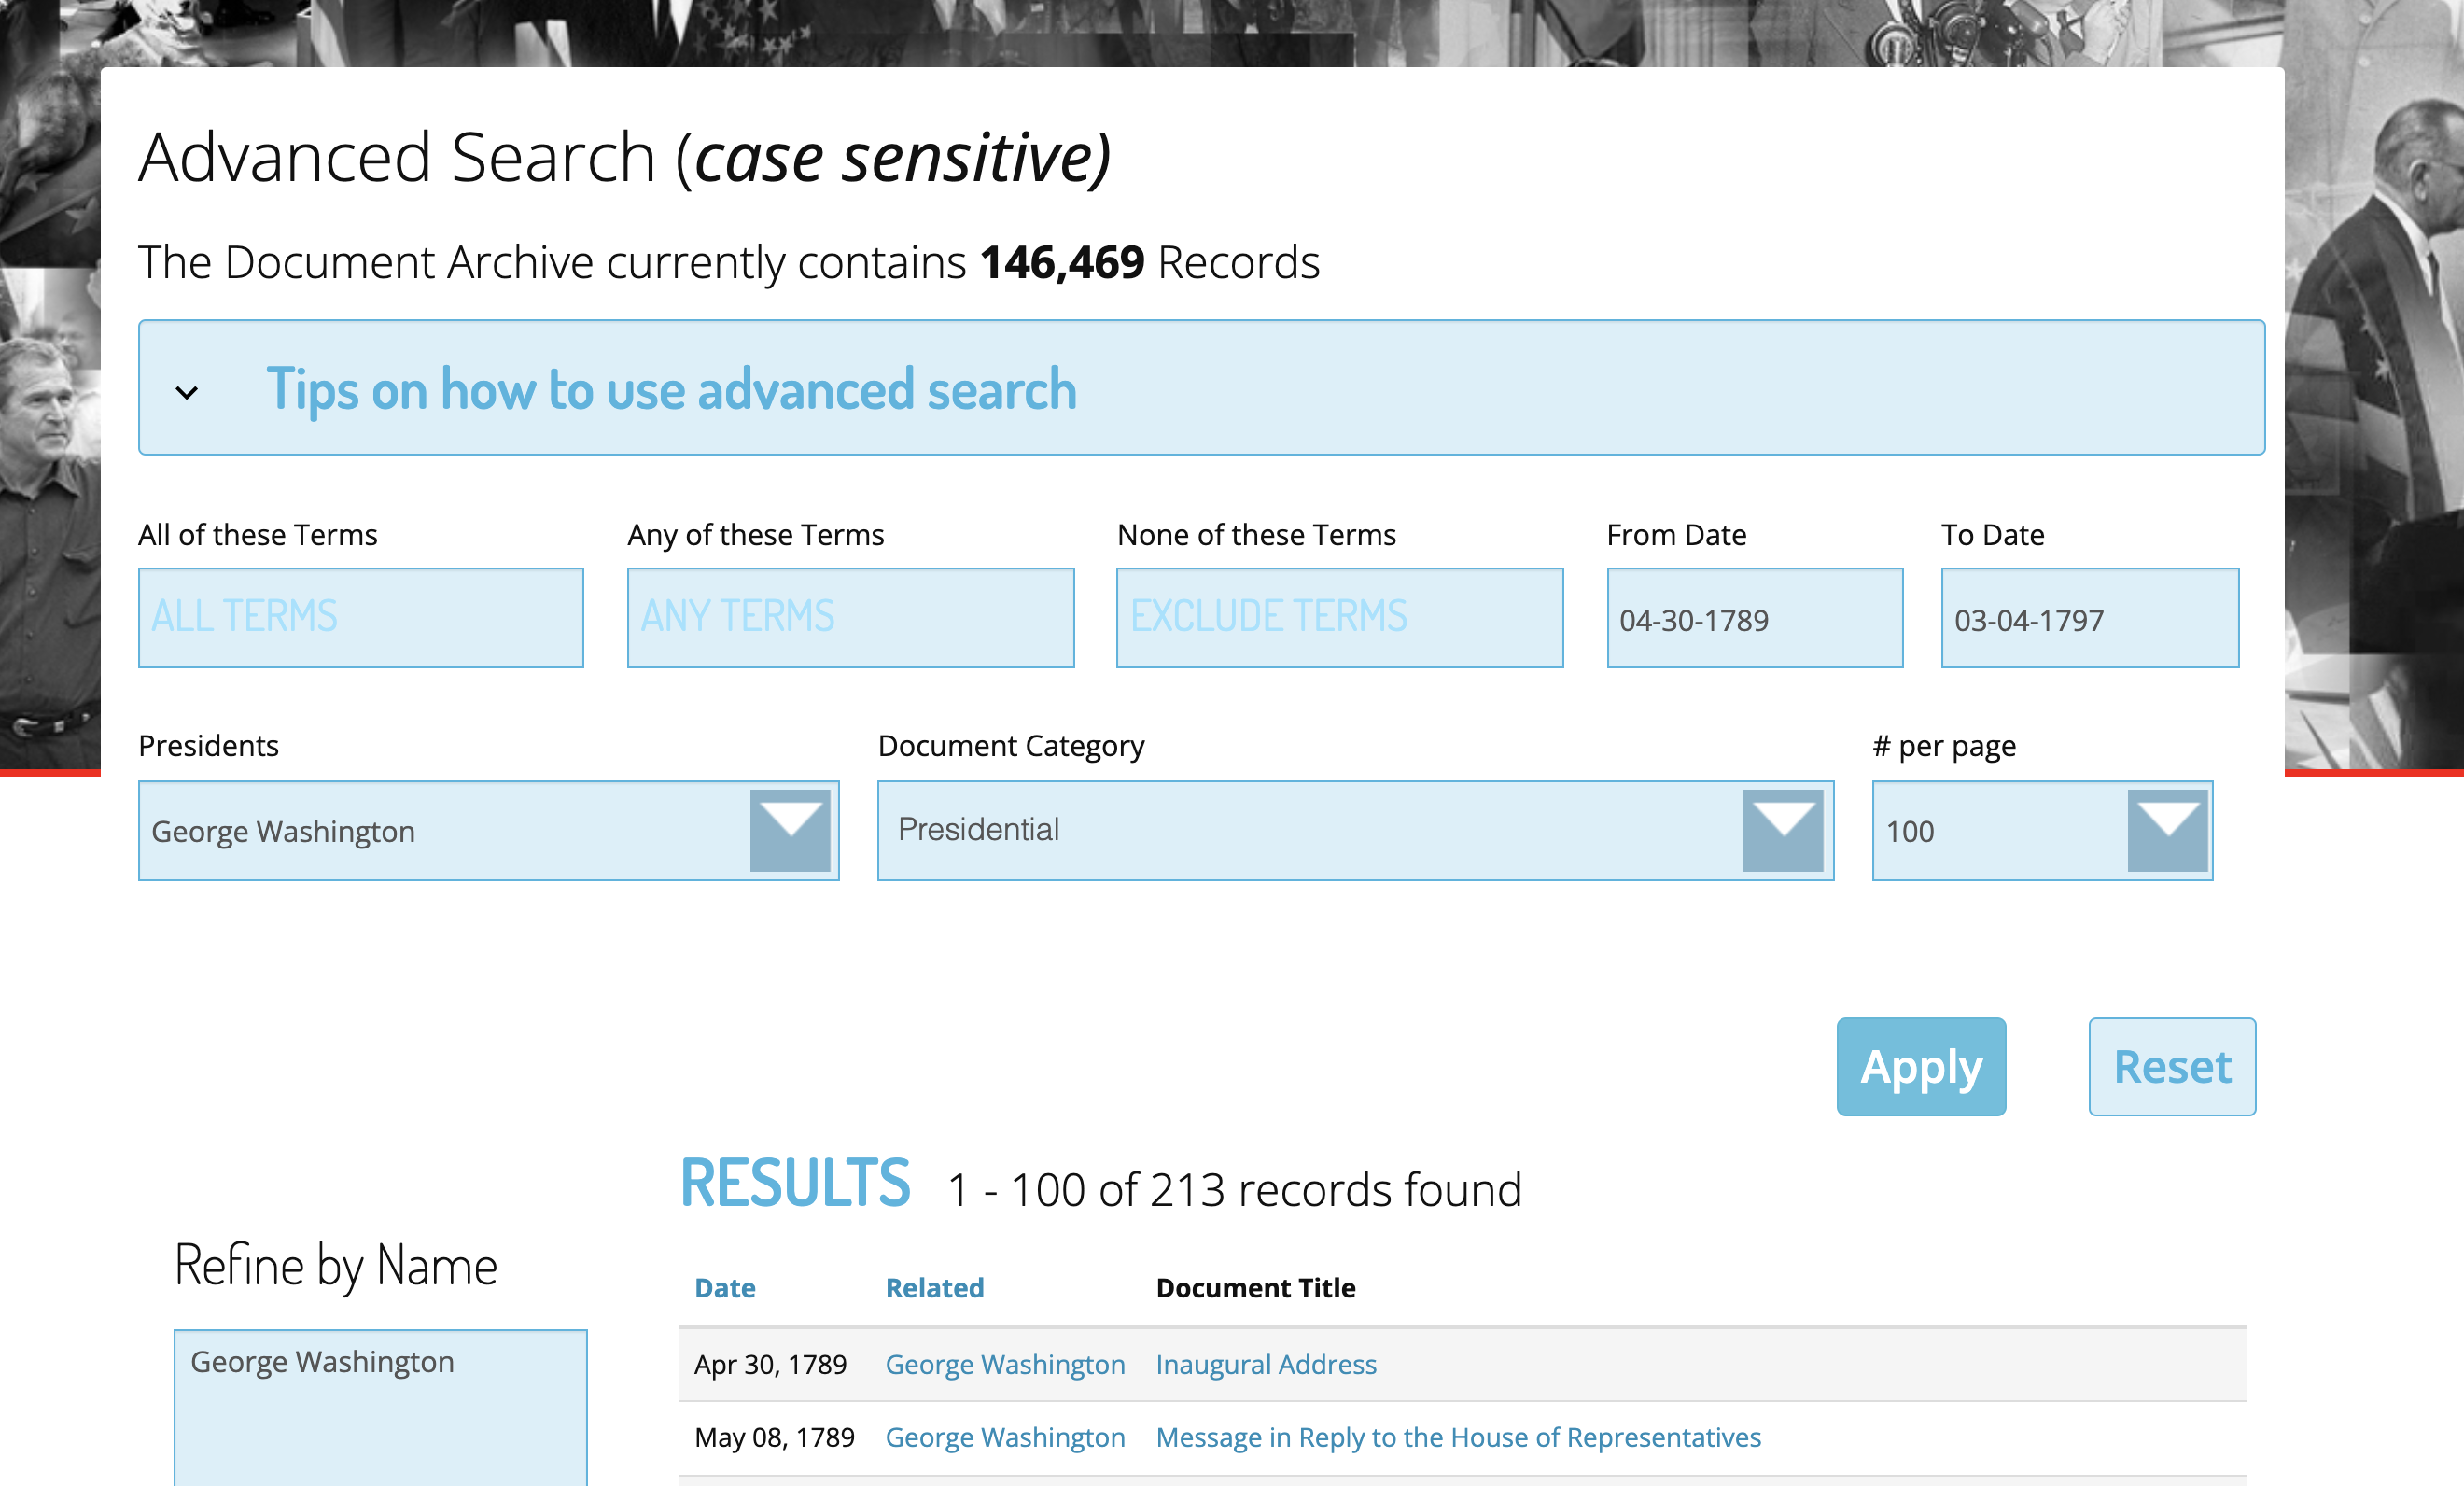 Advanced Search (case sensitive)
The Document Archive currently contains 146,469 Records
Tips on how to use advanced search
All of these Terms
Any of these Terms
None of these Terms
From Date
To Date
ALL TERMS
ANY TERMS
EXCLUDE TERMS
04-30-1789
03-04-1797
Presidents
Document Category
# per page
George Washington
Presidential
100
Apply
Reset
RESULTS 1 - 100 of 213 records found
Refine by Name
George Washington
Date Related Document Title
Apr 30, 1789 George Washington Inaugural Address
May 08, 1789 George Washington Message in Reply to the House of Representatives